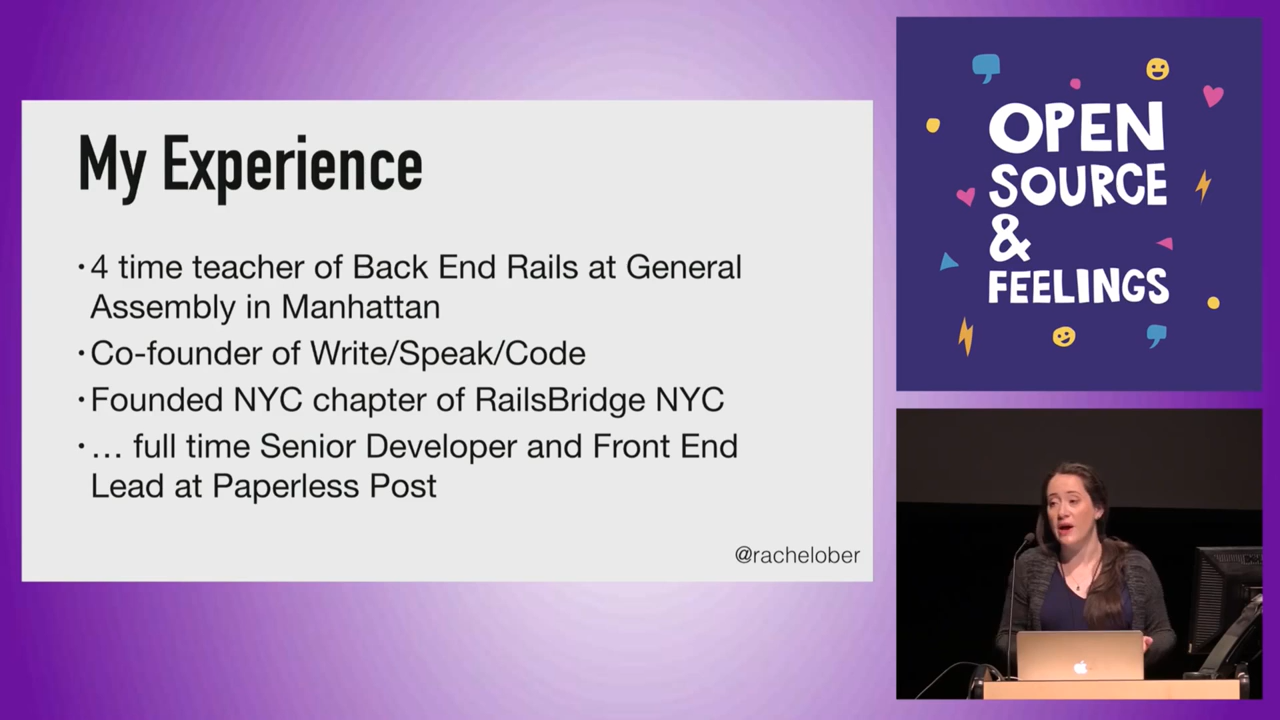 My Experience
• 4 time teacher of Back End Rails at General
Assembly in Manhattan
• Co-founder of Write/Speak/Code
• Founded NYC chapter of RailsBridge NYC
• … full time Senior Developer and Front End
Lead at Paperless Post
@rachelober
OPEN
SOURCE
&
FEELINGS